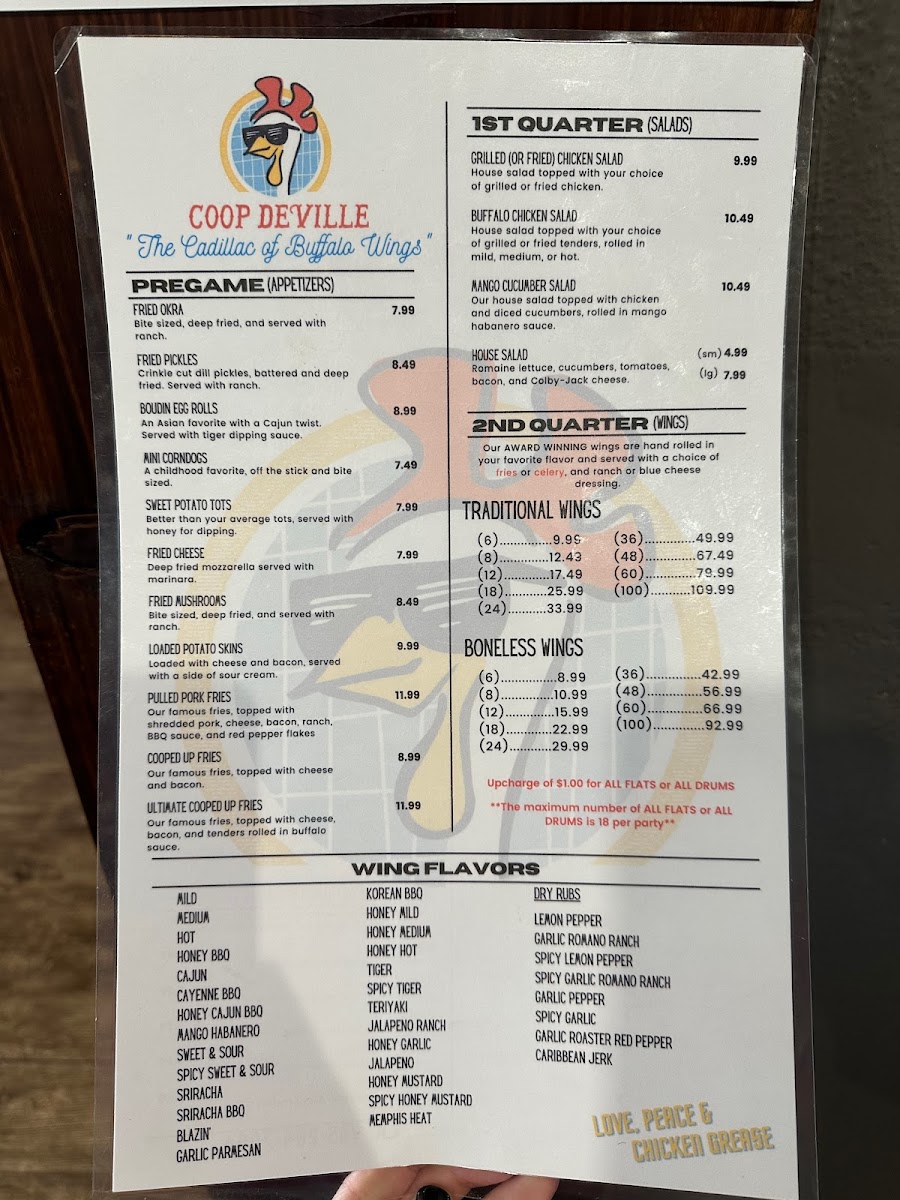 COOP DEVILLE
"The Cadillac of Buffalo Wings"
PREGAME (APPETIZERS)
FRIED OKRA 7.99
Bite sized, deep fried, and served with
ranch.
FRIED PICKLES 8.49
Crinkle cut dill pickles, battered and deep
fried. Served with ranch.
BOUDIN EGG ROLLS 8.99
An Asian favorite with a Cajun twist.
Served with tiger dipping sauce.
MINI CORNDOGS 7.49
A childhood favorite, off the stick and bite
sized.
SWEET POTATO TOTS 7.99
Better than your average tots, served with
honey for dipping.
FRIED CHEESE 7.99
Deep fried mozzarella served with
marinara.
FRIED MUSHROOMS 8.49
Bite sized, deep fried, and served with
ranch.
LOADED POTATO SKINS 9.99
Loaded with cheese and bacon, served
with a side of sour cream.
PULLED PORK FRIES 11.99
Our famous fries, topped with
shredded pork, cheese, bacon, ranch,
BBQ sauce, and red pepper flakes
COOPED UP FRIES 8.99
Our famous fries, topped with cheese
and bacon.
ULTIMATE COOPED UP FRIES 11.99
Our famous fries, topped with cheese,
bacon, and tenders rolled in buffalo
sauce.
1ST QUARTER (SALADS)
GRILLED (OR FRIED) CHICKEN SALAD 9.99
House salad topped with your choice
of grilled or fried chicken.
BUFFALO CHICKEN SALAD 10.49
House salad topped with your choice
of grilled or fried tenders, rolled in
mild, medium, or hot.
MANGO CUCUMBER SALAD 10.49
Our house salad topped with chicken
and diced cucumbers, rolled in mango
habanero sauce.
HOUSE SALAD (sm) 4.99
Romaine lettuce, cucumbers, tomatoes, (lg) 7.99
bacon, and Colby-Jack cheese.
2ND QUARTER (WINGS)
Our AWARD WINNING wings are hand rolled in
your favorite flavor and served with a choice of
fries or celery, and ranch or blue cheese
dressing.
TRADITIONAL WINGS
(6)............9.99 (36)...........49.99
(8)...........12.43 (48)...........67.49
(12)..........17.49 (60)...........79.99
(18)..........25.99 (100).........109.99
(24)..........33.99
BONELESS WINGS
(6)............8.99 (36)............42.99
(8)...........10.99 (48)............56.99
(12)...........15.99 (60)............66.99
(18)..........22.99 (100)............92.99
(24)..........29.99
Upcharge of $1.00 for ALL FLATS or ALL DRUMS
**The maximum number of ALL FLATS or ALL
DRUMS is 18 per party**
WING FLAVORS
MILD
MEDIUM
HOT
HONEY BBQ
CAJUN
CAYENNE BBQ
HONEY CAJUN BBQ
MANGO HABANERO
SWEET & SOUR
SPICY SWEET & SOUR
SRIRACHA
SRIRACHA BBQ
BLAZIN'
GARLIC PARMESAN
KOREAN BBQ
HONEY MILD
HONEY MEDIUM
HONEY HOT
TIGER
SPICY TIGER
TERIYAKI
JALAPENO RANCH
HONEY GARLIC
JALAPENO
HONEY MUSTARD
SPICY HONEY MUSTARD
MEMPHIS HEAT
DRY RUBS
LEMON PEPPER
GARLIC ROMANO RANCH
SPICY LEMON PEPPER
SPICY GARLIC ROMANO RANCH
GARLIC PEPPER
SPICY GARLIC
GARLIC ROASTER RED PEPPER
CARIBBEAN JERK
LOVE, PEACE &
CHICKEN GREASE